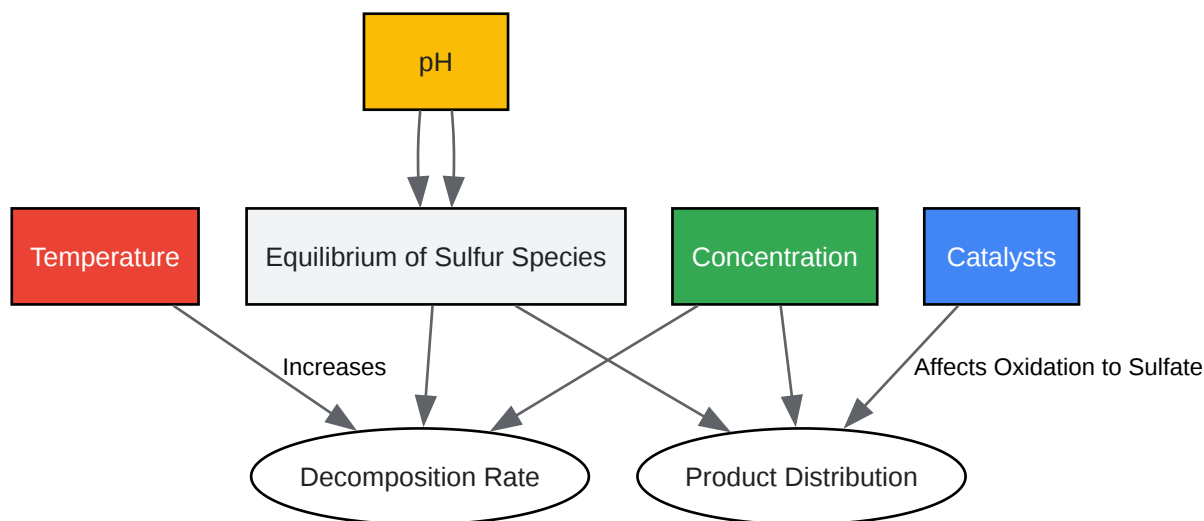 pH
Temperature
Equilibrium of Sulfur Species
Concentration
Catalysts
Increases
Affects Oxidation to Sulfate
Decomposition Rate
Product Distribution